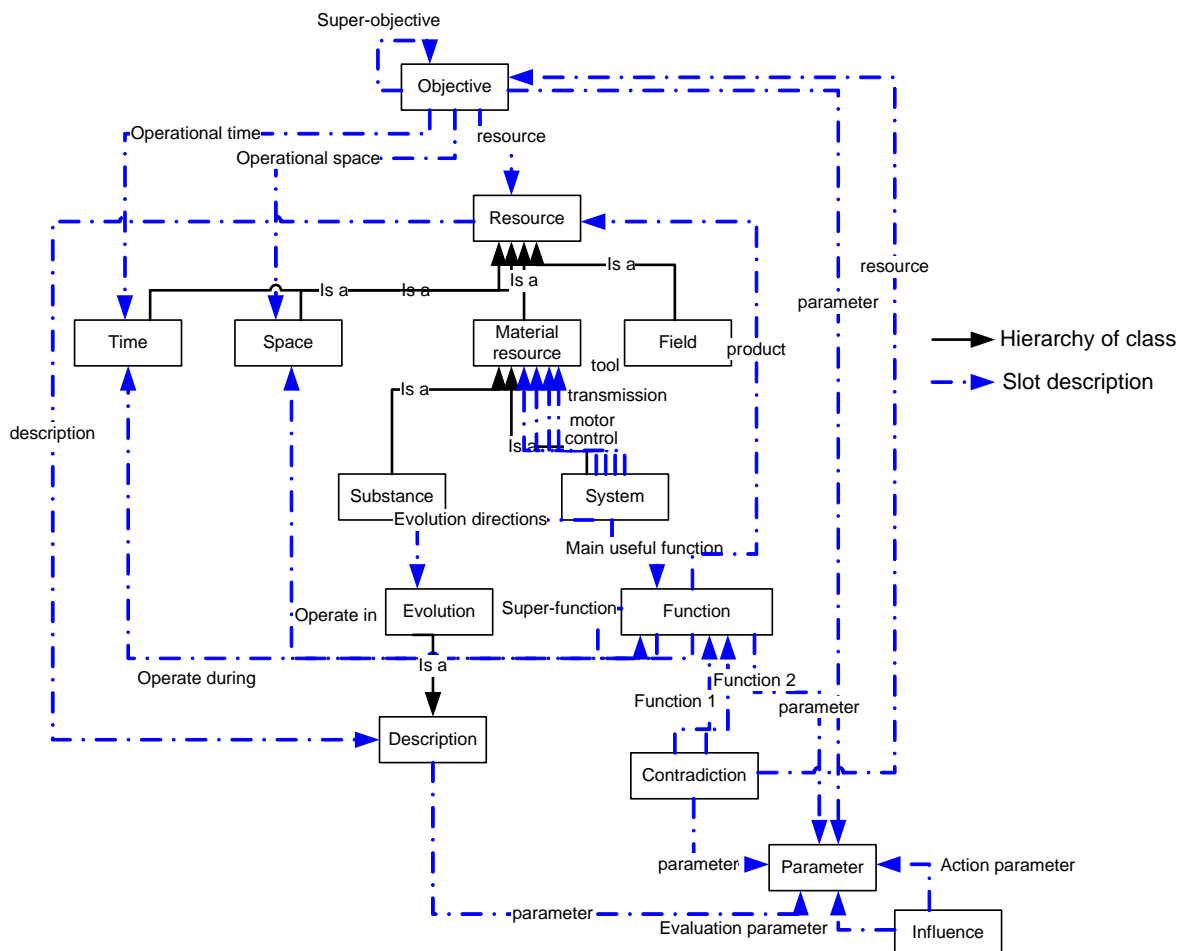 Super-objective
Objective
Operational time
resource
Operational space
Resource
resource
Is a
Is a
Is a
Is a
parameter
Time
Space
Material
resource
Field
product
Hierarchy of class
tool
Slot description
Is a
transmission
motor
description
control
Is a
Substance
System
Evolution directions
Main useful function
Operate in
Evolution
Super-function
Function
Is a
Operate during
Function 2
Function 1
parameter
Description
Contradiction
parameter
Parameter
Action parameter
parameter
Evaluation parameter
Influence